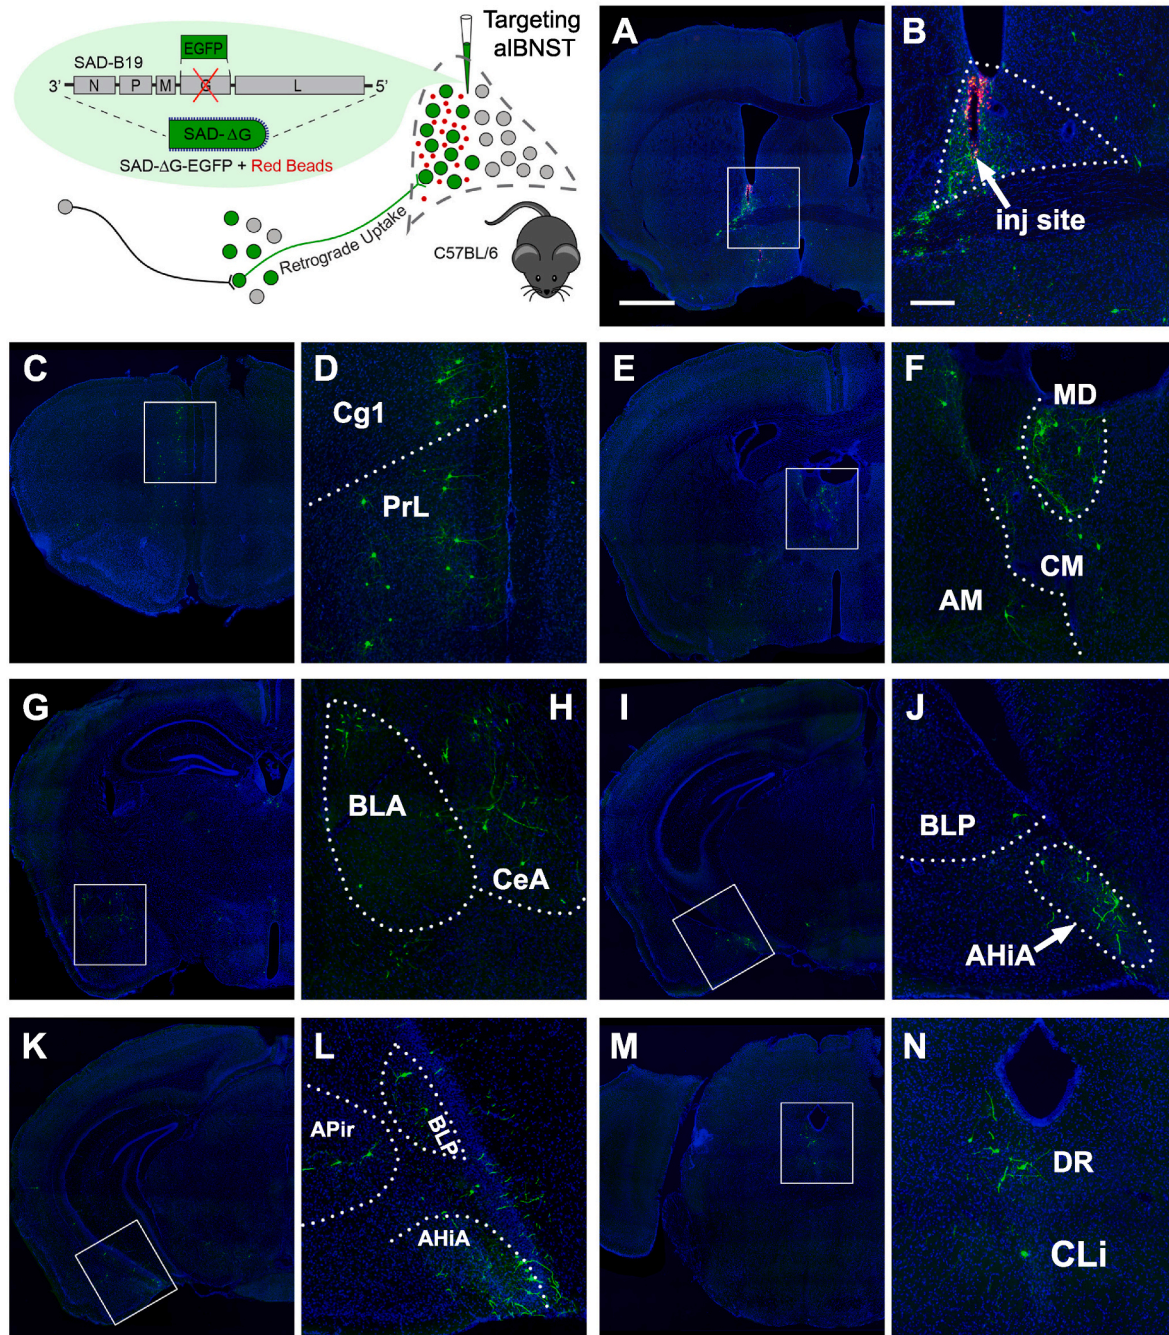 Targeting
alBNST
EGFP
SAD-B19
3' N P M G L 5'
SAD-ΔG
SAD-ΔG-EGFP + Red Beads
Retrograde Uptake
C57BL/6
A
B
inj site
C
D
Cg1
PrL
E
F
MD
CM
AM
G
H
BLA
CeA
I
J
BLP
AHiA
K
L
APir
BLP
AHiA
M
N
DR
CLi